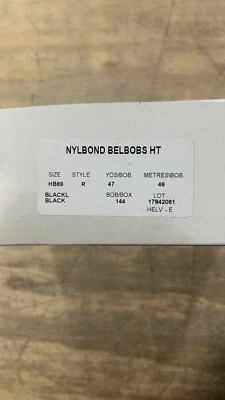 NYLBOND BELBOBS HT
SIZE STYLE YDS/BOB. METRES\BOB.
HB69 R 47 46
BLACKL BOB/BOX LOT
BLACK 144 17842081
HELV - E